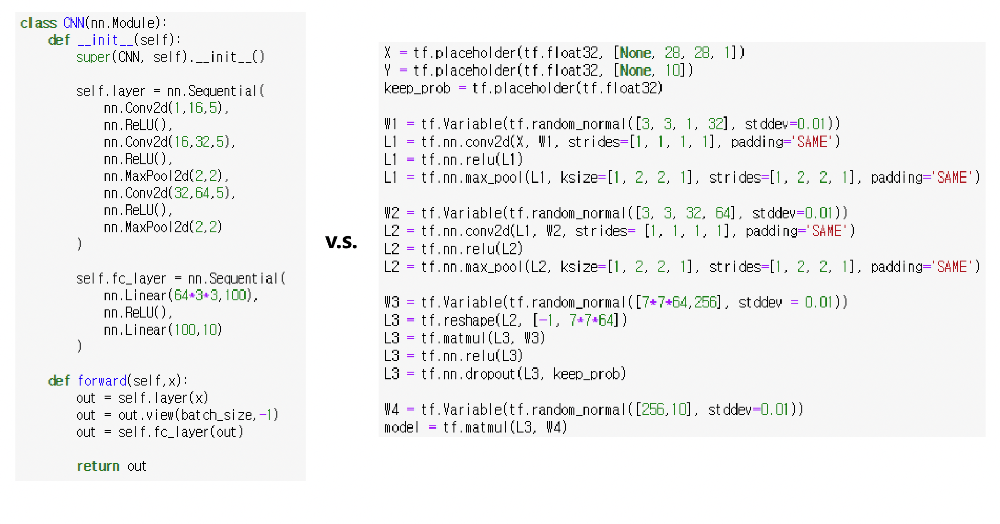 class CNN(nn.Module):
    def __init__(self):
        super(CNN, self).__init__()

        self.layer = nn.Sequential(
            nn.Conv2d(1,16,5),
            nn.ReLU(),
            nn.Conv2d(16,32,5),
            nn.ReLU(),
            nn.MaxPool2d(2,2),
            nn.Conv2d(32,64,5),
            nn.ReLU(),
            nn.MaxPool2d(2,2)
        )

        self.fc_layer = nn.Sequential(
            nn.Linear(64*3*3,100),
            nn.ReLU(),
            nn.Linear(100,10)
        )

    def forward(self,x):
        out = self.layer(x)
        out = out.view(batch_size,-1)
        out = self.fc_layer(out)

        return out
v.s.
X = tf.placeholder(tf.float32, [None, 28, 28, 1])
Y = tf.placeholder(tf.float32, [None, 10])
keep_prob = tf.placeholder(tf.float32)

W1 = tf.Variable(tf.random_normal([3, 3, 1, 32], stddev=0.01))
L1 = tf.nn.conv2d(X, W1, strides=[1, 1, 1, 1], padding='SAME')
L1 = tf.nn.relu(L1)
L1 = tf.nn.max_pool(L1, ksize=[1, 2, 2, 1], strides=[1, 2, 2, 1], padding='SAME')

W2 = tf.Variable(tf.random_normal([3, 3, 32, 64], stddev=0.01))
L2 = tf.nn.conv2d(L1, W2, strides= [1, 1, 1, 1], padding='SAME')
L2 = tf.nn.relu(L2)
L2 = tf.nn.max_pool(L2, ksize=[1, 2, 2, 1], strides=[1, 2, 2, 1], padding='SAME')

W3 = tf.Variable(tf.random_normal([7*7*64,256], stddev = 0.01))
L3 = tf.reshape(L2, [-1, 7*7*64])
L3 = tf.matmul(L3, W3)
L3 = tf.nn.relu(L3)
L3 = tf.nn.dropout(L3, keep_prob)

W4 = tf.Variable(tf.random_normal([256,10], stddev=0.01))
model = tf.matmul(L3, W4)